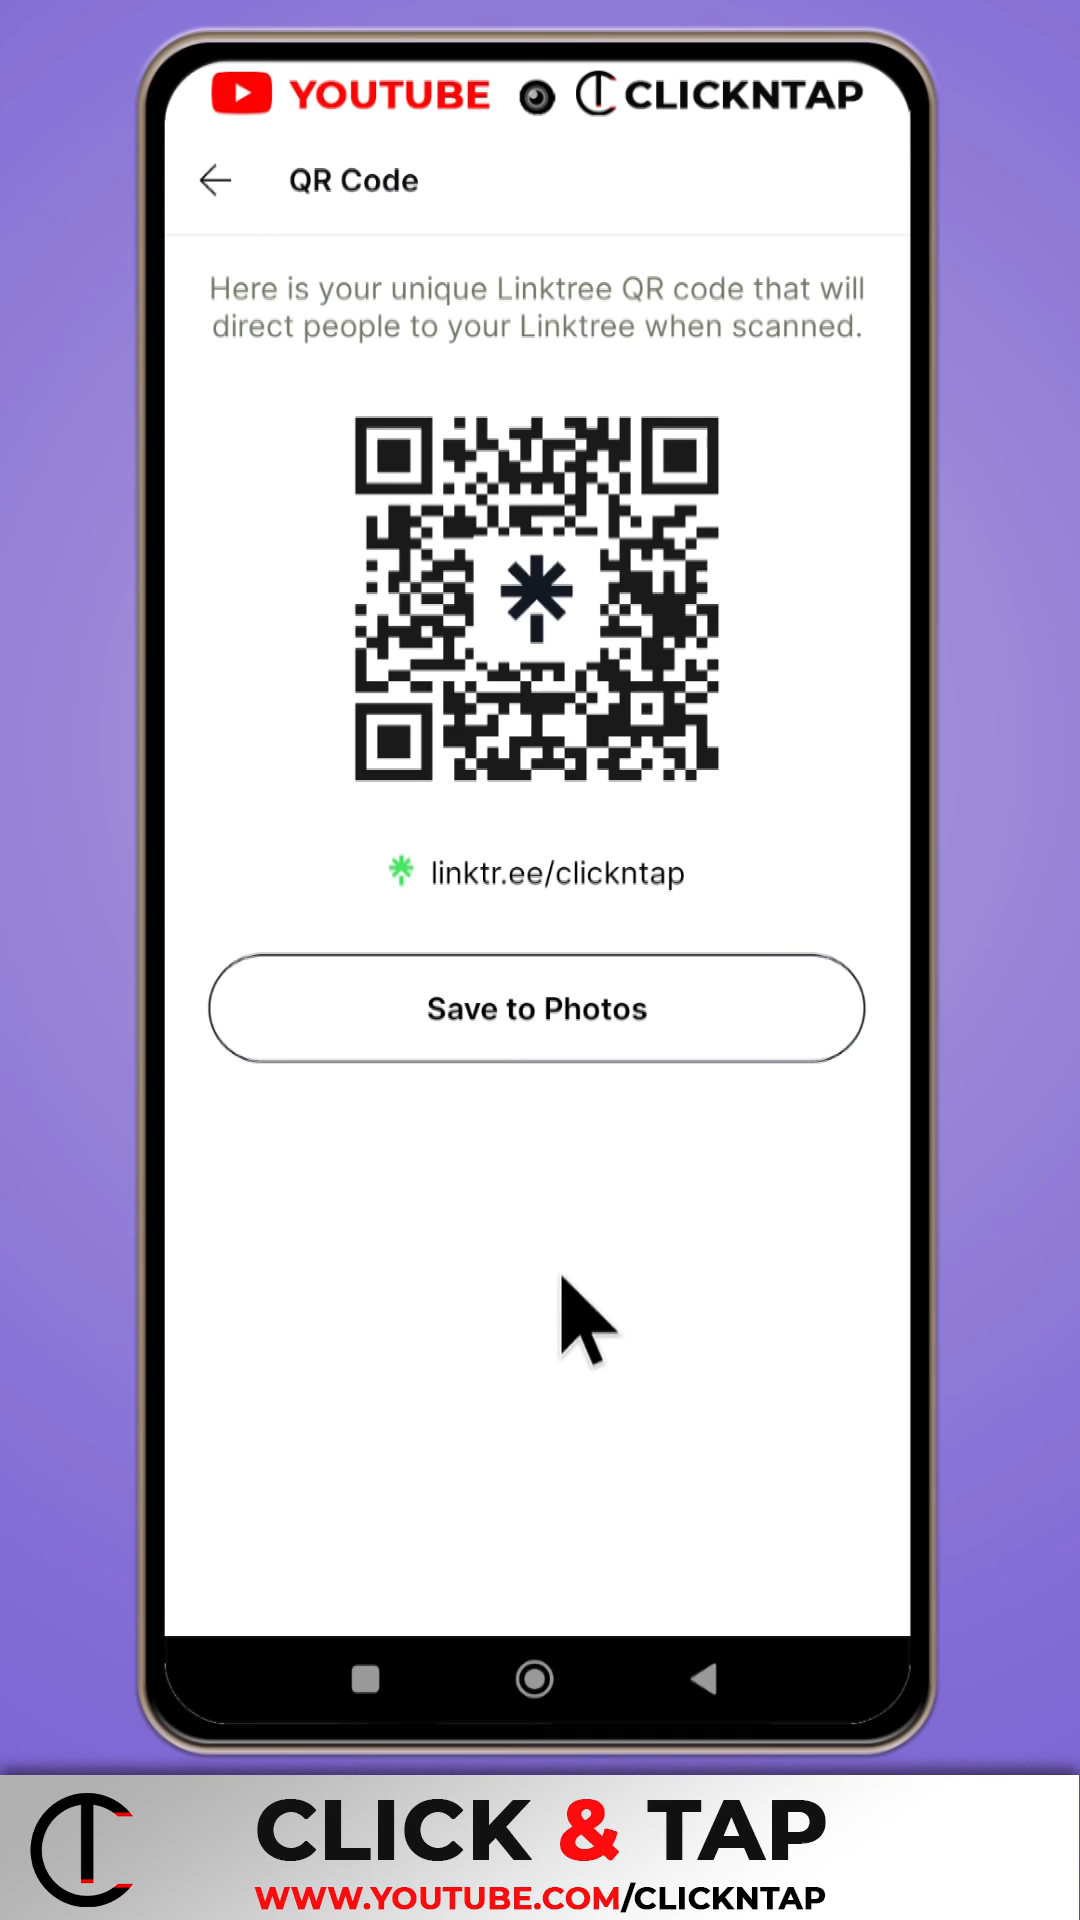 YOUTUBE CLICKNTAP
QR Code
Here is your unique Linktree QR code that will
direct people to your Linktree when scanned.
linktr.ee/clickntap
Save to Photos
CLICK & TAP
WWW.YOUTUBE.COM/CLICKNTAP